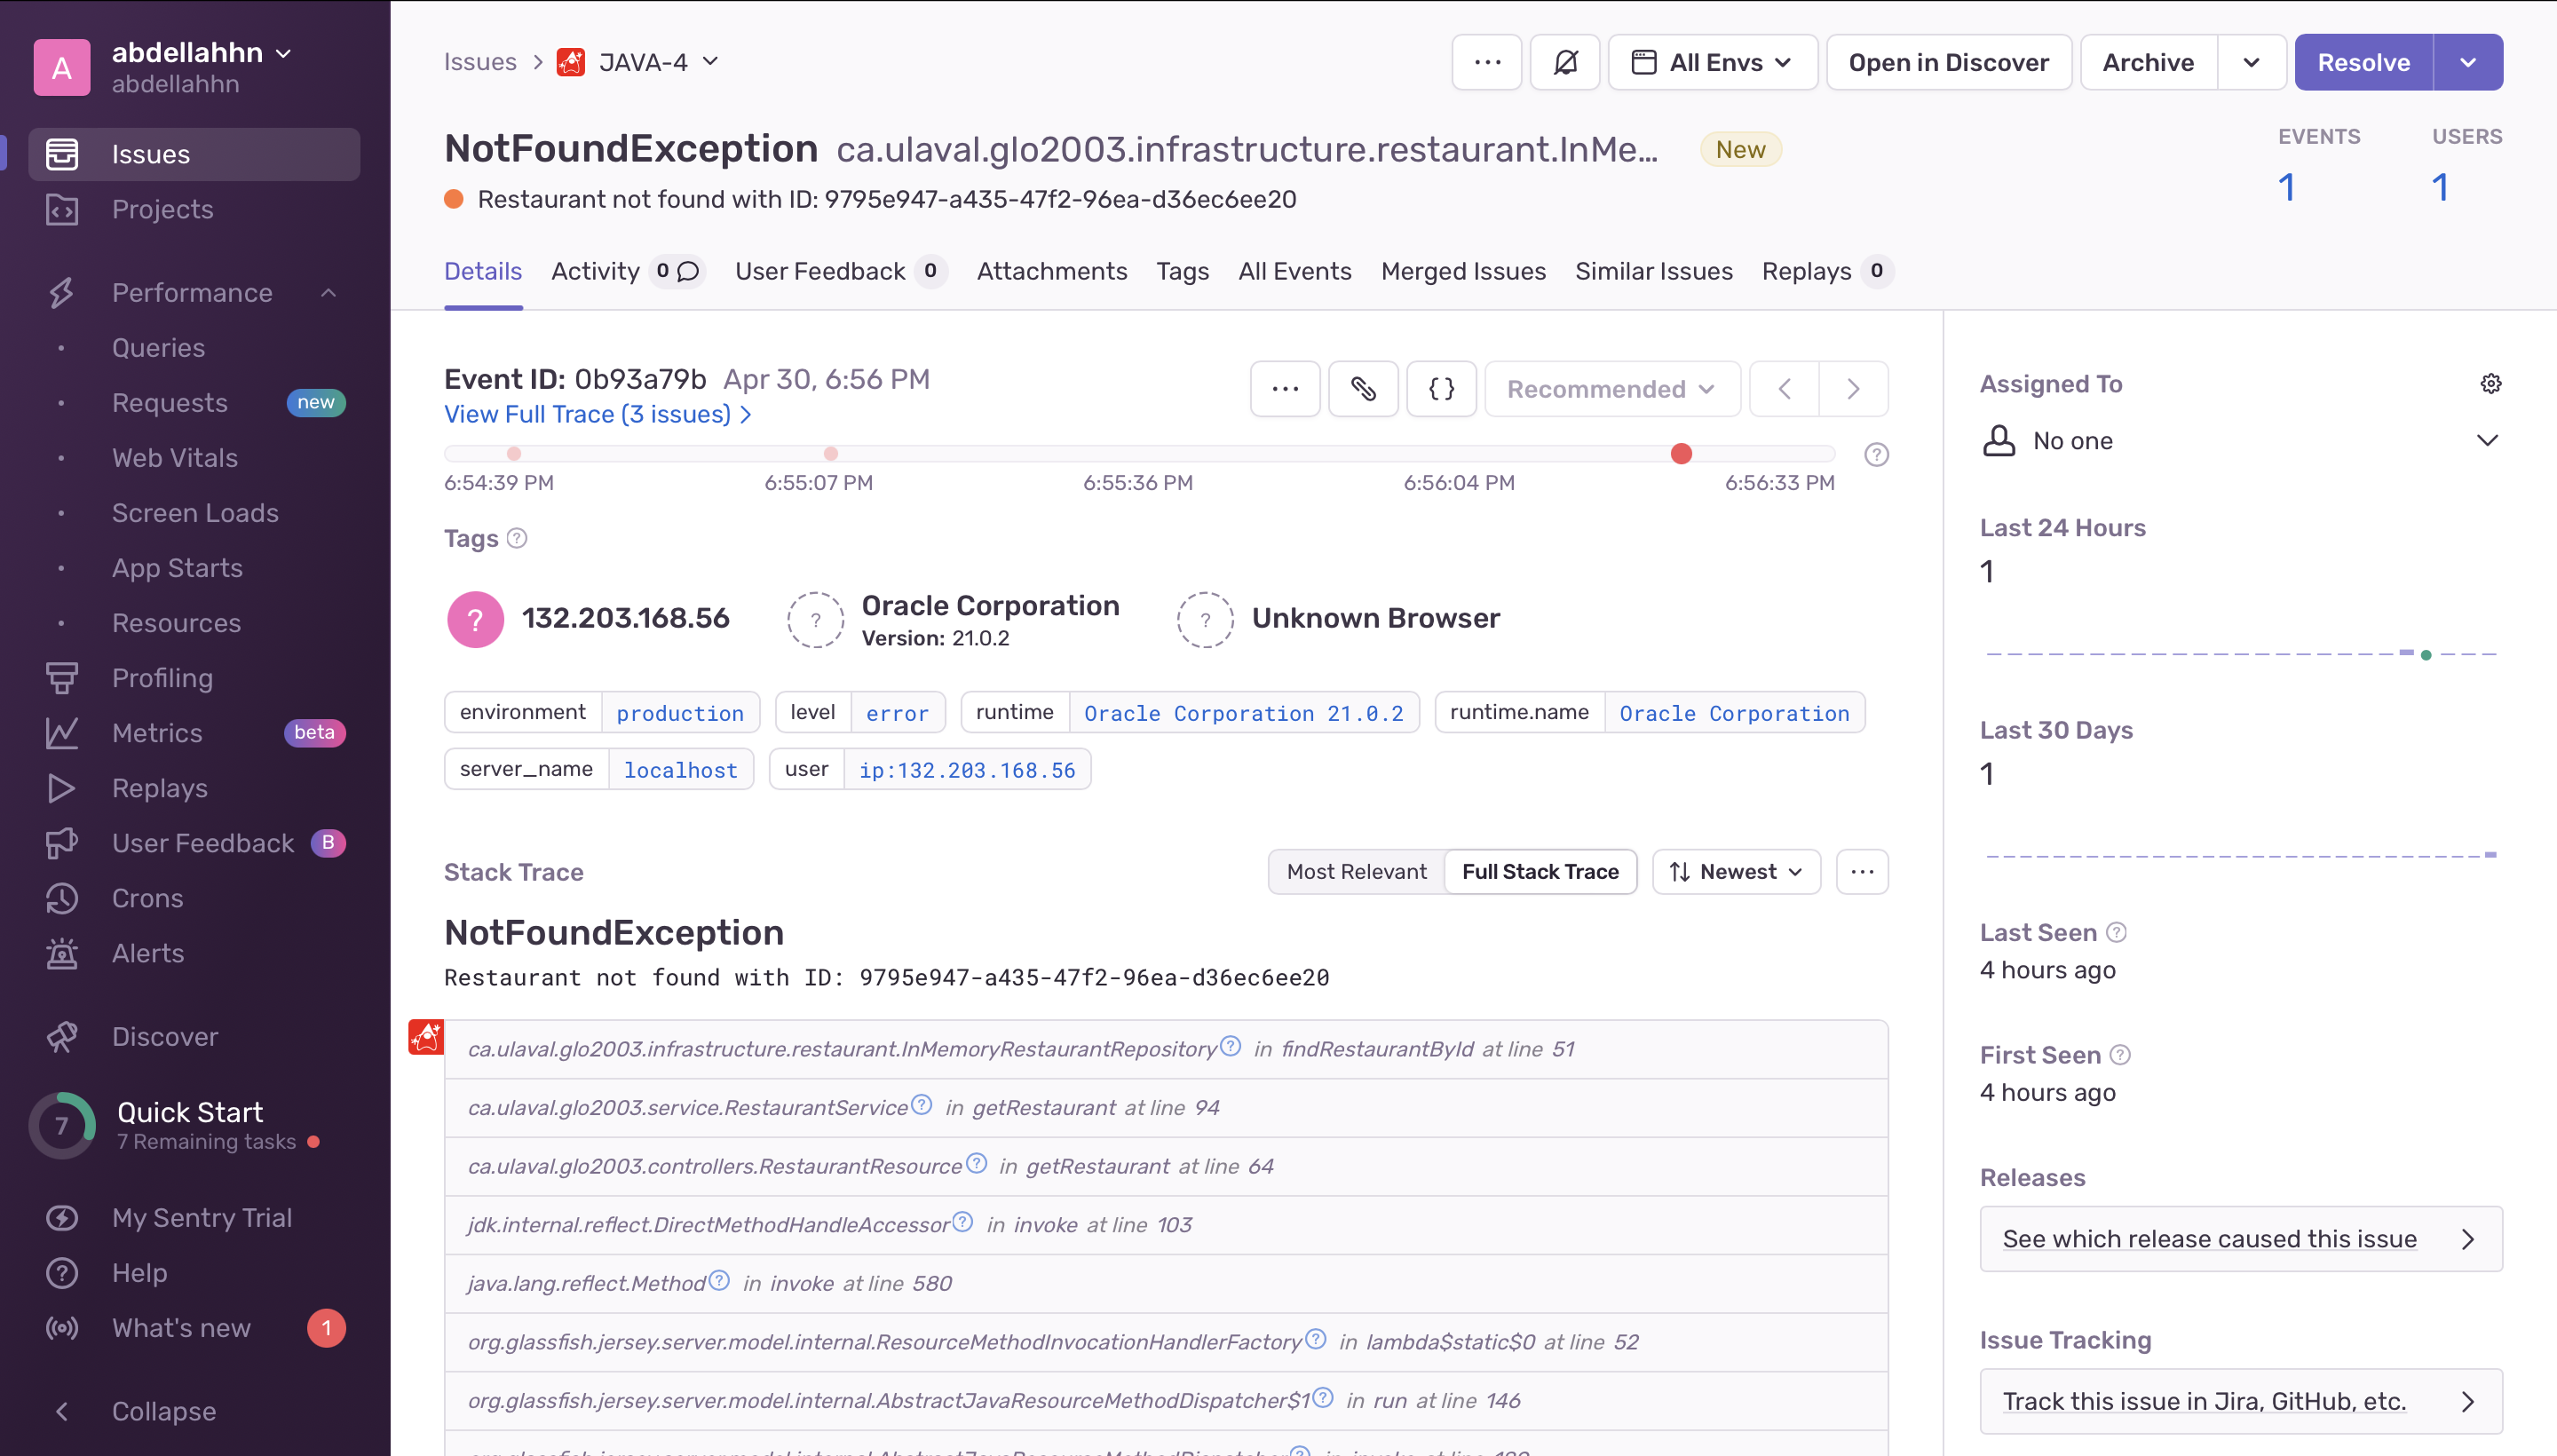 A
abdellahhn
abdellahhn
Issues
Projects
Performance
Queries
Requests new
Web Vitals
Screen Loads
App Starts
Resources
Profiling
Metrics beta
Replays
User Feedback B
Crons
Alerts
Discover
7
Quick Start
7 Remaining tasks
My Sentry Trial
Help
What's new 1
Collapse
Issues > JAVA-4
All Envs
Open in Discover
Archive
Resolve
NotFoundException ca.ulaval.glo2003.infrastructure.restaurant.InMe... New
Restaurant not found with ID: 9795e947-a435-47f2-96ea-d36ec6ee20
EVENTS
1
USERS
1
Details Activity 0 User Feedback 0 Attachments Tags All Events Merged Issues Similar Issues Replays 0
Event ID: 0b93a79b Apr 30, 6:56 PM
View Full Trace (3 issues) >
Recommended
6:54:39 PM 6:55:07 PM 6:55:36 PM 6:56:04 PM 6:56:33 PM
Tags ?
? 132.203.168.56
? Oracle Corporation
Version: 21.0.2
? Unknown Browser
environment production level error runtime Oracle Corporation 21.0.2 runtime.name Oracle Corporation
server_name localhost user ip:132.203.168.56
Stack Trace
Most Relevant Full Stack Trace Newest
NotFoundException
Restaurant not found with ID: 9795e947-a435-47f2-96ea-d36ec6ee20
ca.ulaval.glo2003.infrastructure.restaurant.InMemoryRestaurantRepository ? in findRestaurantById at line 51
ca.ulaval.glo2003.service.RestaurantService ? in getRestaurant at line 94
ca.ulaval.glo2003.controllers.RestaurantResource ? in getRestaurant at line 64
jdk.internal.reflect.DirectMethodHandleAccessor ? in invoke at line 103
java.lang.reflect.Method ? in invoke at line 580
org.glassfish.jersey.server.model.internal.ResourceMethodInvocationHandlerFactory ? in lambda$static$0 at line 52
org.glassfish.jersey.server.model.internal.AbstractJavaResourceMethodDispatcher$1 ? in run at line 146
Assigned To
No one
Last 24 Hours
1
Last 30 Days
1
Last Seen ?
4 hours ago
First Seen ?
4 hours ago
Releases
See which release caused this issue
Issue Tracking
Track this issue in Jira, GitHub, etc.